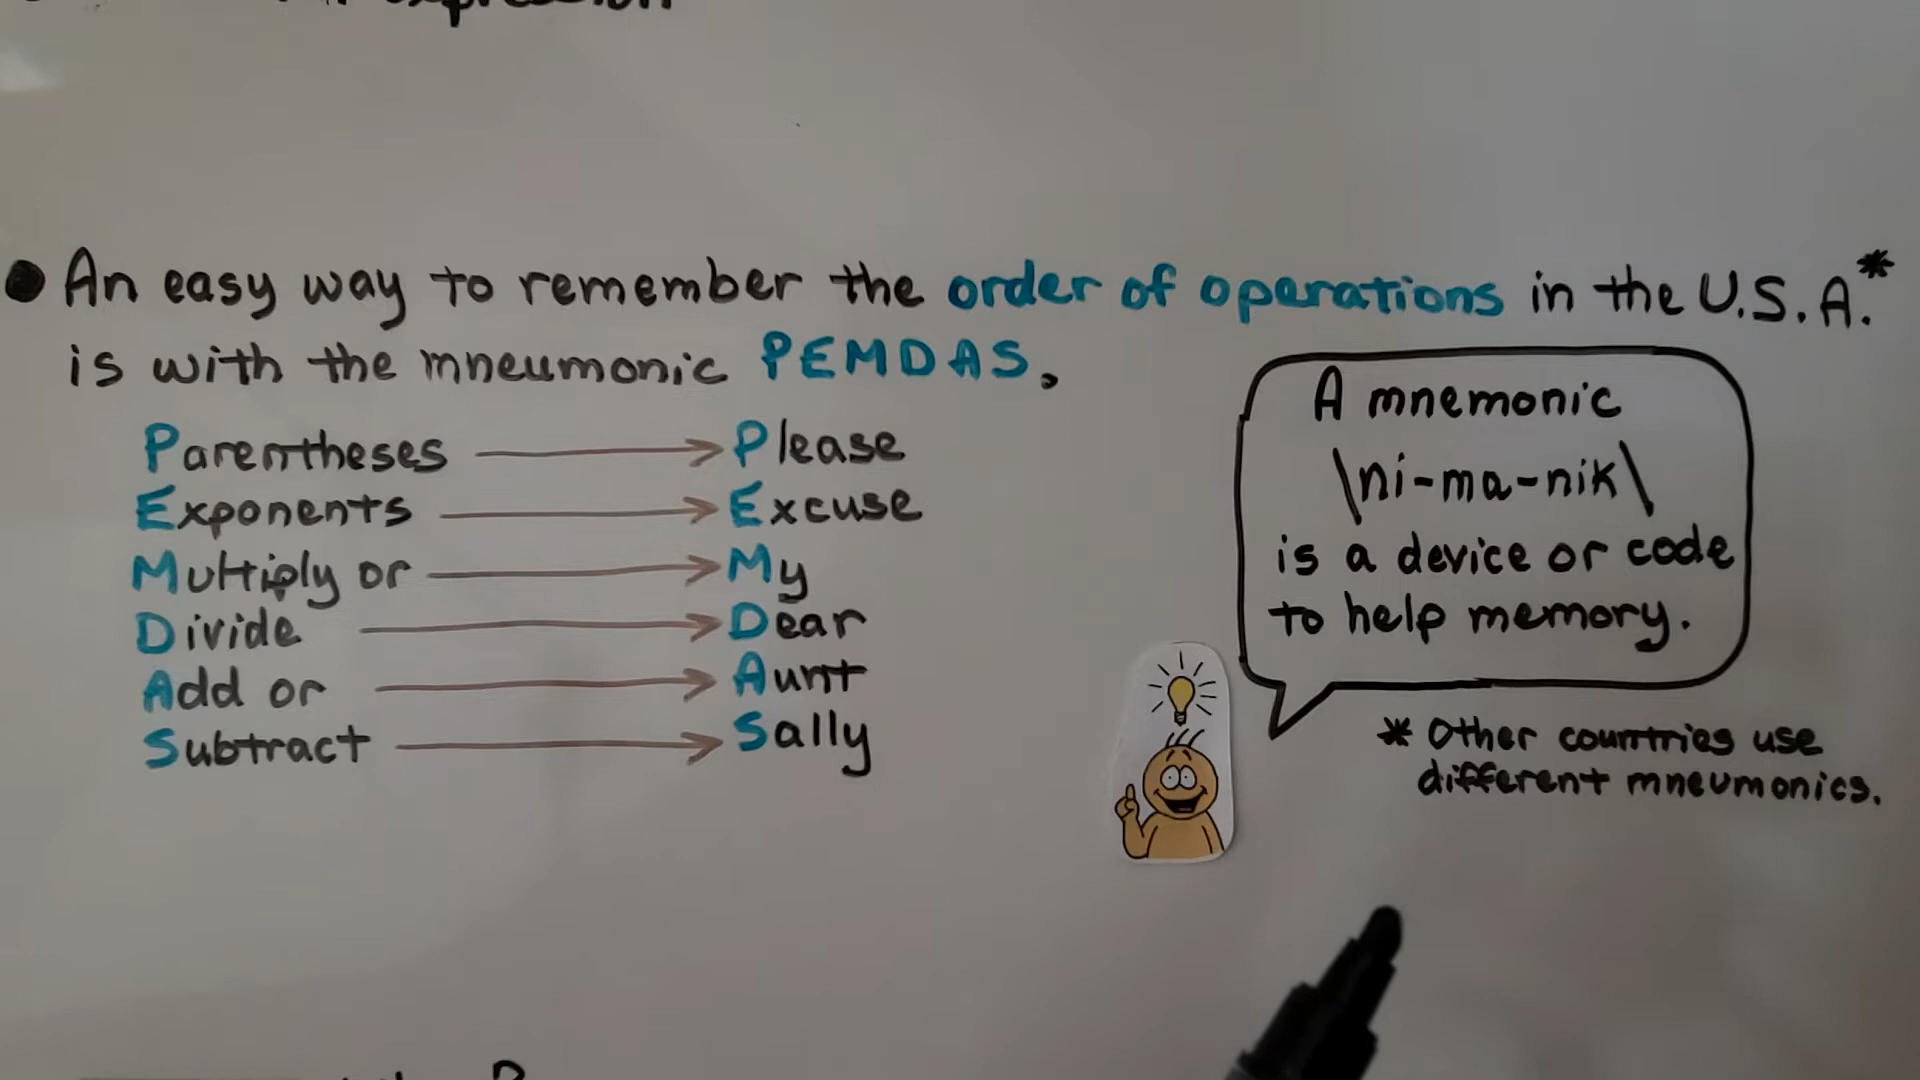 expression
● An easy way to remember the order of operations in the U.S.A.*
is with the mneumonic PEMDAS.
Parentheses → Please
Exponents → Excuse
Multiply or → My
Divide → Dear
Add or → Aunt
Subtract → Sally
A mnemonic
\ni-ma-nik\
is a device or code
to help memory.
* Other countries use
different mneumonics.